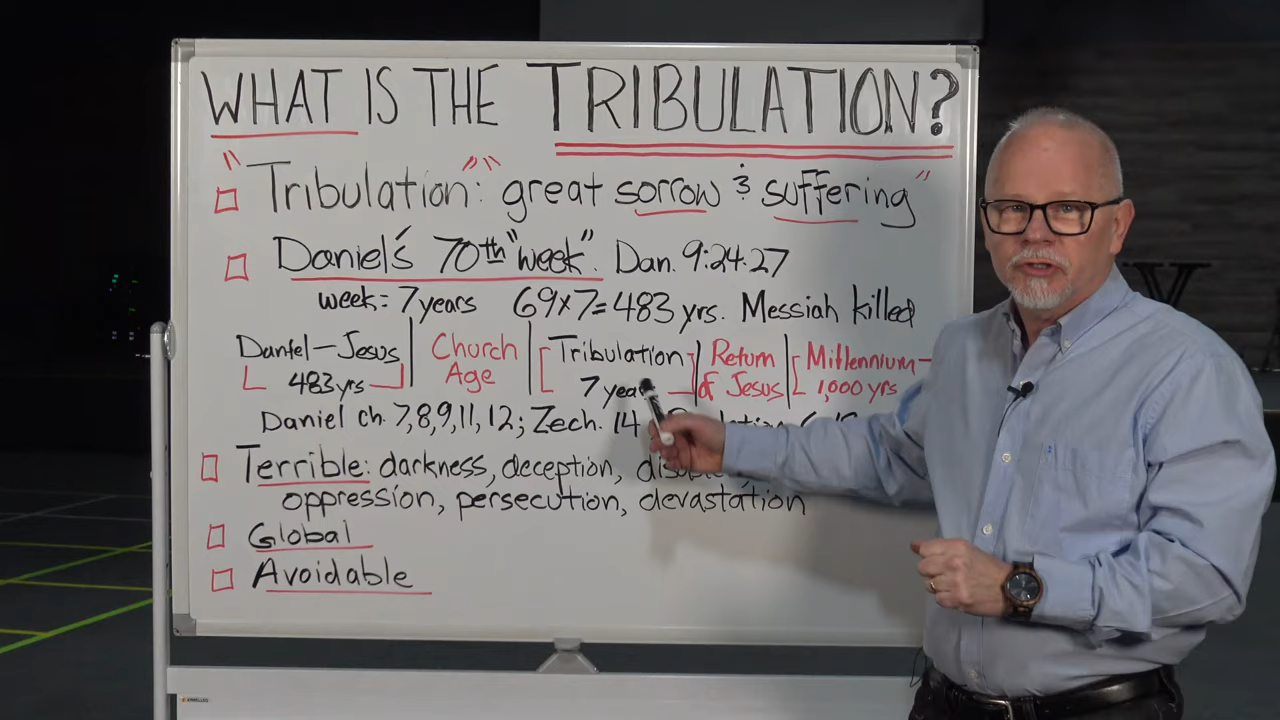 WHAT IS THE TRIBULATION?
"Tribulation": "great sorrow & suffering"
Daniel's 70th "week". Dan. 9:24-27
week = 7 years 69x7=483 yrs. Messiah killed
Daniel – Jesus Church Tribulation Return Millennium –
483 yrs Age 7 of Jesus 1,000 yrs
Daniel ch. 7,8,9,11,12; Zech. 14
Terrible: darkness, deception,
oppression, persecution, devastation
Global
Avoidable